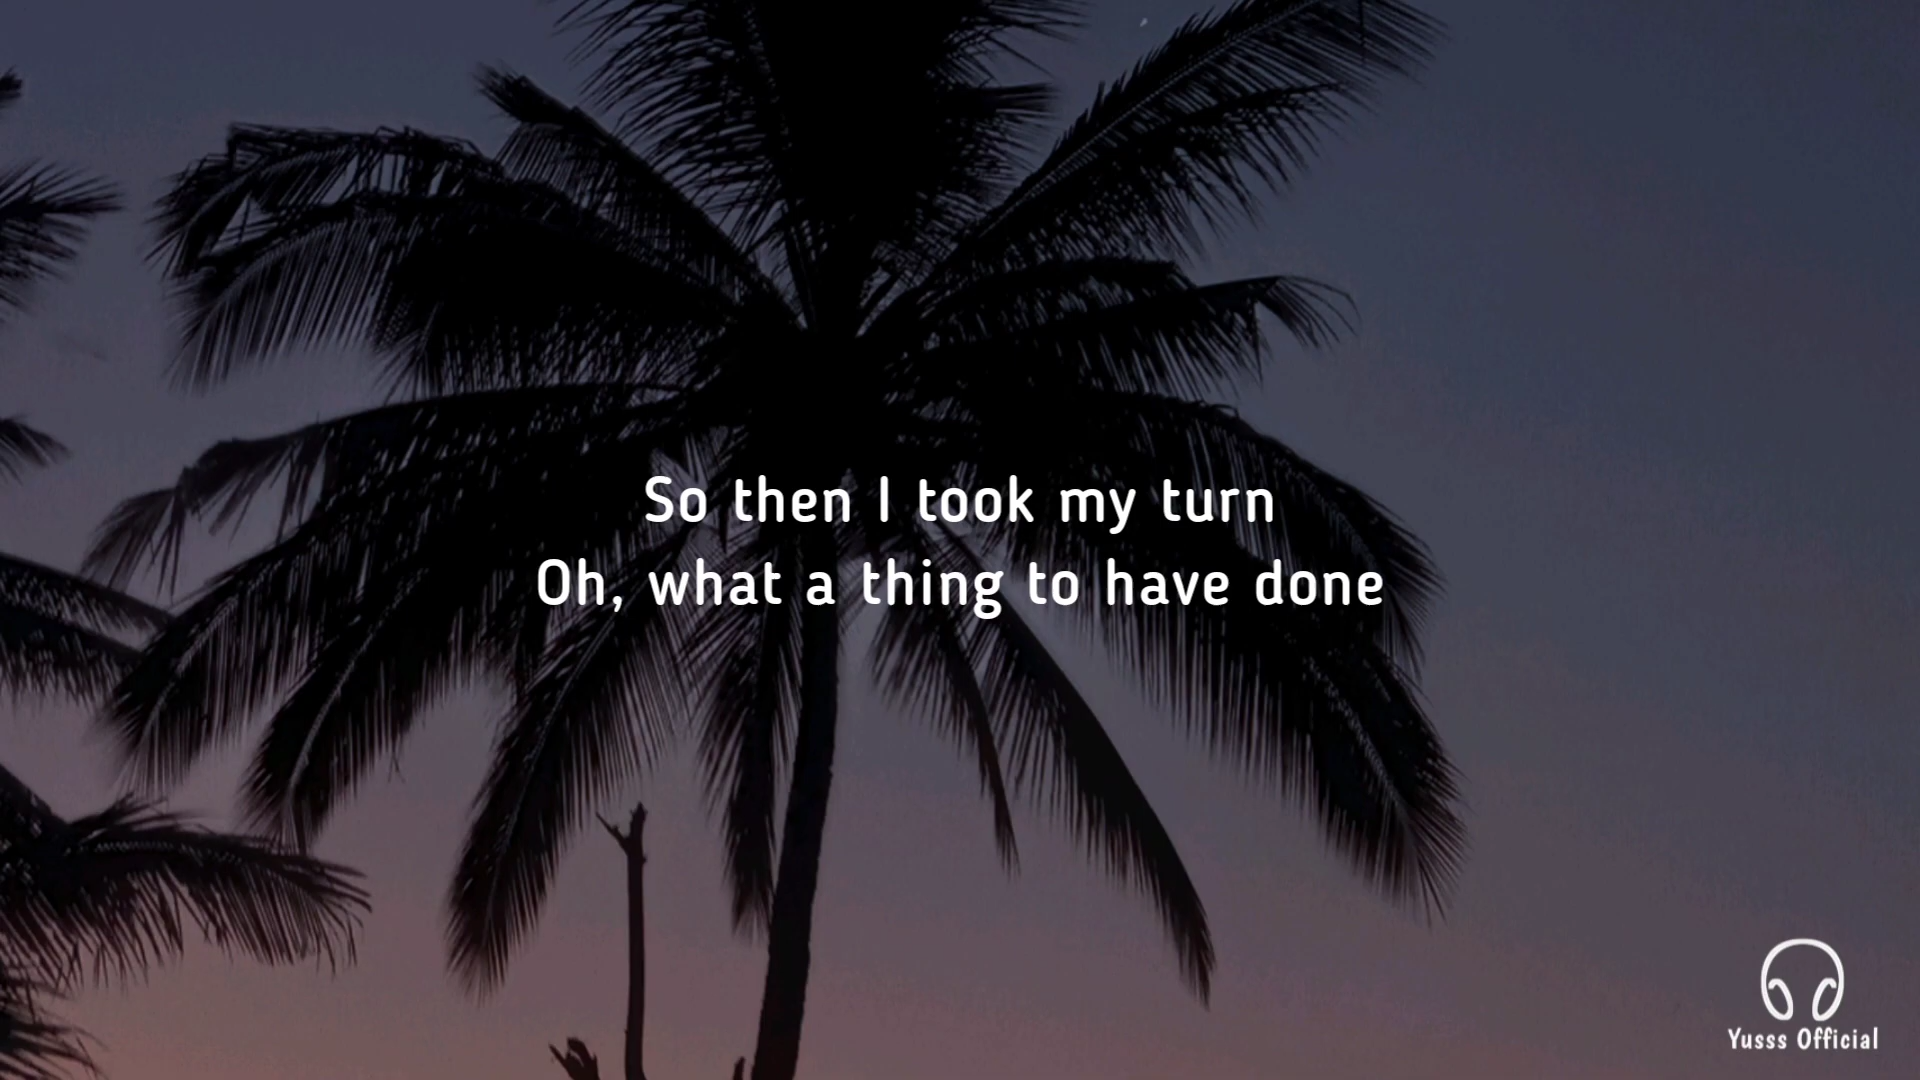 So then I took my turn
Oh, what a thing to have done
Yusss Official